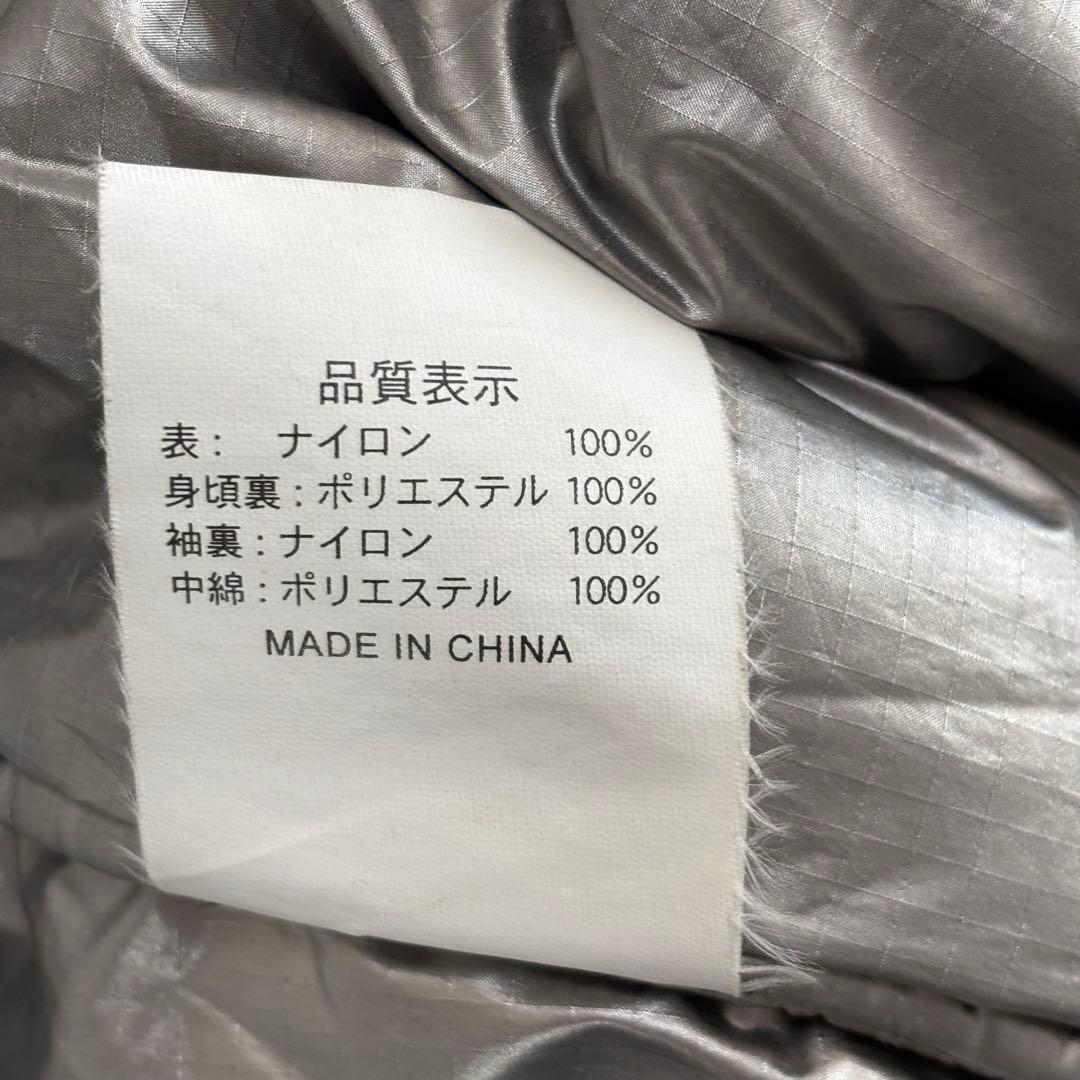 品質表示
表： ナイロン 100%
身頃裏：ポリエステル 100%
袖裏：ナイロン 100%
中綿：ポリエステル 100%
MADE IN CHINA